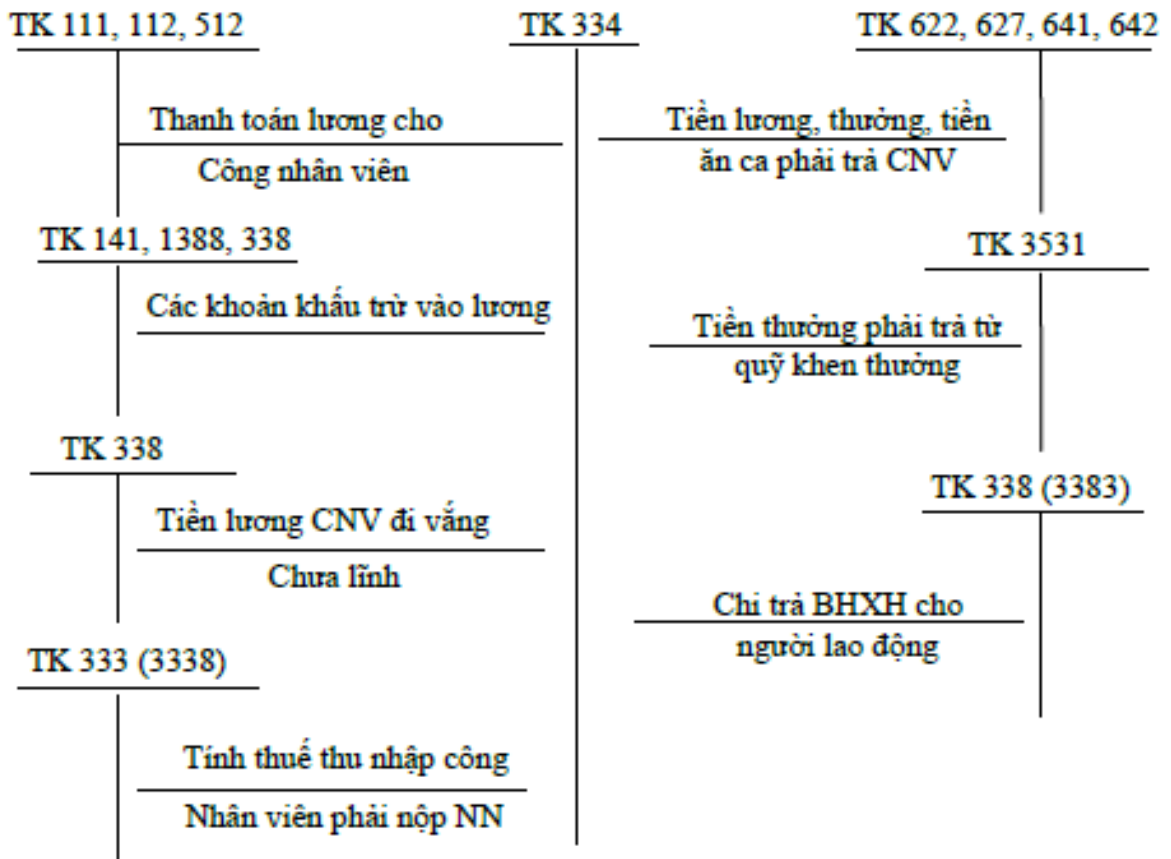 TK 111, 112, 512
TK 334
TK 622, 627, 641, 642
Thanh toán lương cho
Công nhân viên
Tiền lương, thưởng, tiền
ăn ca phải trả CNV
TK 141, 1388, 338
TK 3531
Các khoản khấu trừ vào lương
Tiền thưởng phải trả từ
quỹ khen thưởng
TK 338
TK 338 (3383)
Tiền lương CNV đi vắng
Chưa lĩnh
Chi trả BHXH cho
người lao động
TK 333 (3338)
Tính thuế thu nhập công
Nhân viên phải nộp NN